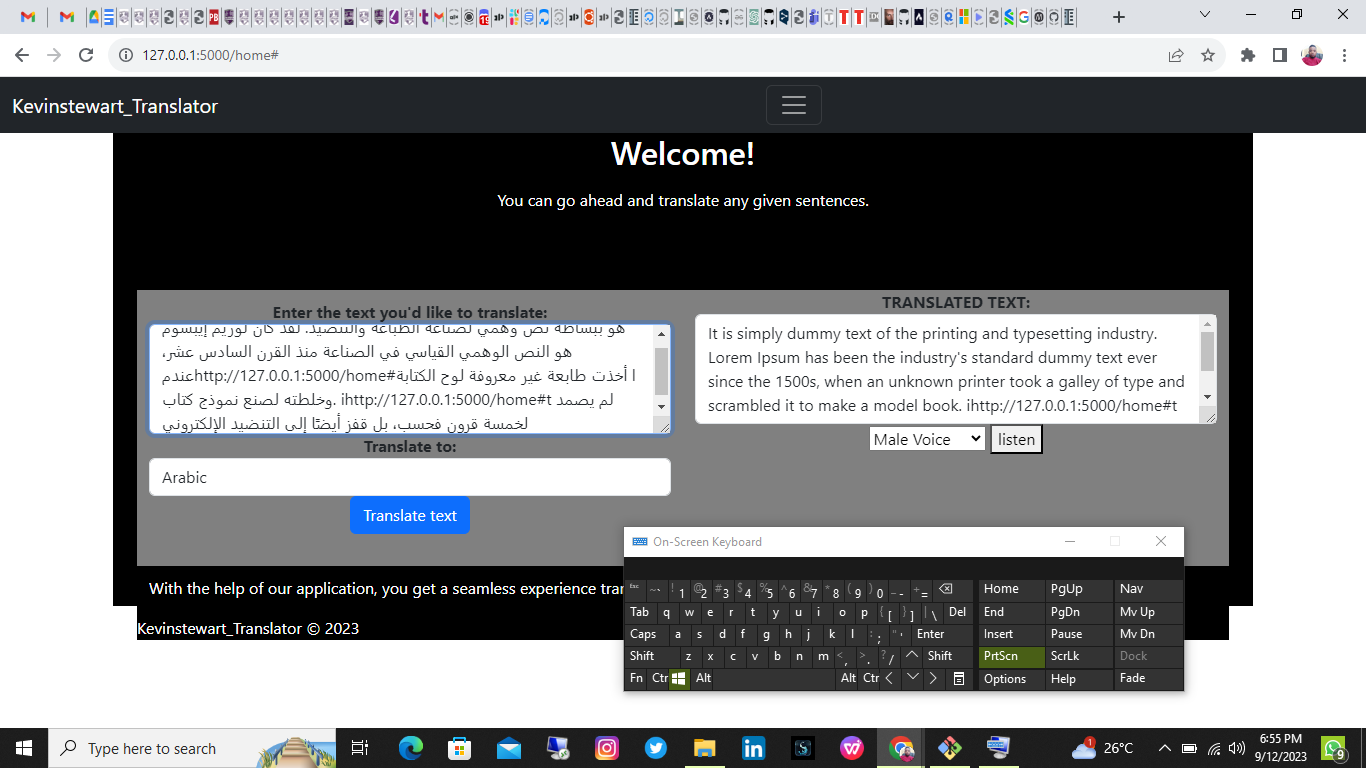 127.0.0.1:5000/home#
Kevinstewart_Translator
Welcome!
You can go ahead and translate any given sentences.
Enter the text you'd like to translate:
هو ببساطة نص وهمي لصناعة الطباعة والتنضيد. لقد كان لوريم إيبسوم
هو النص الوهمي القياسي في الصناعة منذ القرن السادس عشر،
عندمhttp://127.0.0.1:5000/home#ا أخذت طابعة غير معروفة لوح الكتابة
وخلطته لصنع نموذج كتاب. ihttp://127.0.0.1:5000/home#t لم يصمد
لخمسة قرون فحسب، بل قفز أيضًا إلى التنضيد الإلكتروني
Translate to:
Arabic
Translate text
TRANSLATED TEXT:
It is simply dummy text of the printing and typesetting industry.
Lorem Ipsum has been the industry's standard dummy text ever
since the 1500s, when an unknown printer took a galley of type and
scrambled it to make a model book. ihttp://127.0.0.1:5000/home#t
Male Voice listen
With the help of our application, you get a seamless experience tran
Kevinstewart_Translator © 2023
On-Screen Keyboard
Esc ~ ` ! 1 @ 2 # 3 $ 4 % 5 ^ 6 & 7 * 8 ( 9 ) 0 _ - + = Home PgUp Nav
Tab q w e r t y u i o p { [ } ] | \ Del End PgDn Mv Up
Caps a s d f g h j k l : ; " ' Enter Insert Pause Mv Dn
Shift z x c v b n m < , > . ? / Shift PrtScn ScrLk Dock
Fn Ctr Alt Alt Ctr Options Help Fade
Type here to search
1
26°C
6:55 PM
9/12/2023
9